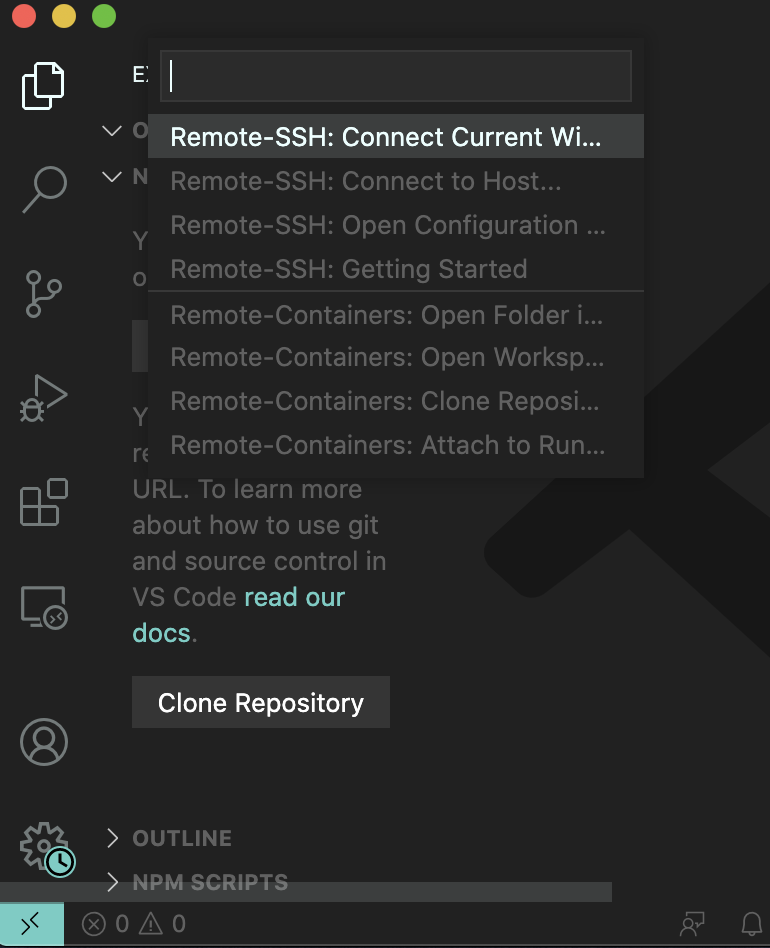 Remote-SSH: Connect Current Wi...
Remote-SSH: Connect to Host...
Remote-SSH: Open Configuration ...
Remote-SSH: Getting Started
Remote-Containers: Open Folder i...
Remote-Containers: Open Worksp...
Remote-Containers: Clone Reposi...
Remote-Containers: Attach to Run...
URL. To learn more
about how to use git
and source control in
VS Code read our
docs.
Clone Repository
OUTLINE
NPM SCRIPTS
0 0